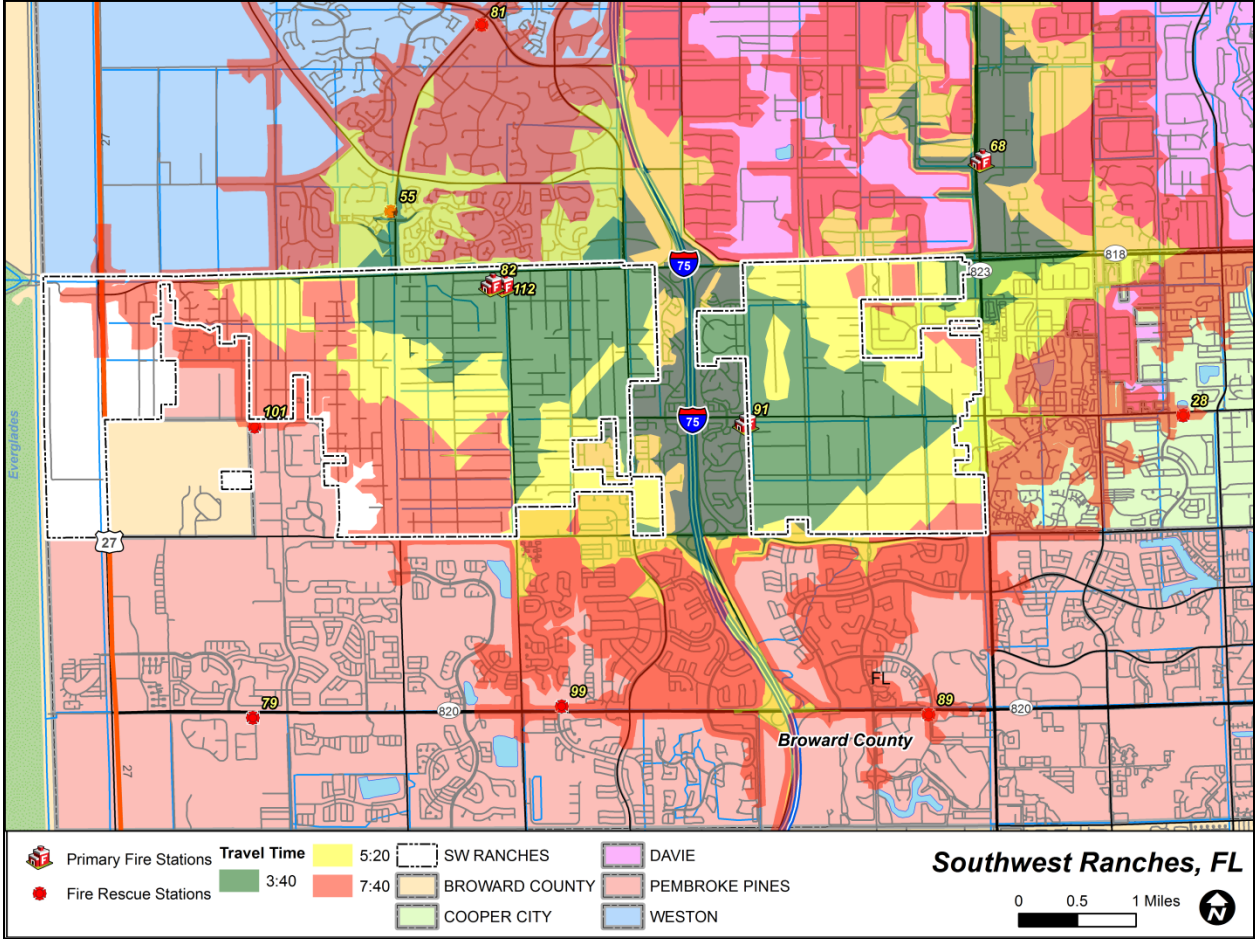 81
27
68
55
75
818
82
823
112
Everglades
101
75
91
28
27
FL
99
89
79
820
820
Broward County
27
Primary Fire Stations
Fire Rescue Stations
Travel Time
3:40
5:20
7:40
SW RANCHES
BROWARD COUNTY
COOPER CITY
DAVIE
PEMBROKE PINES
WESTON
Southwest Ranches, FL
0 0.5 1 Miles
N